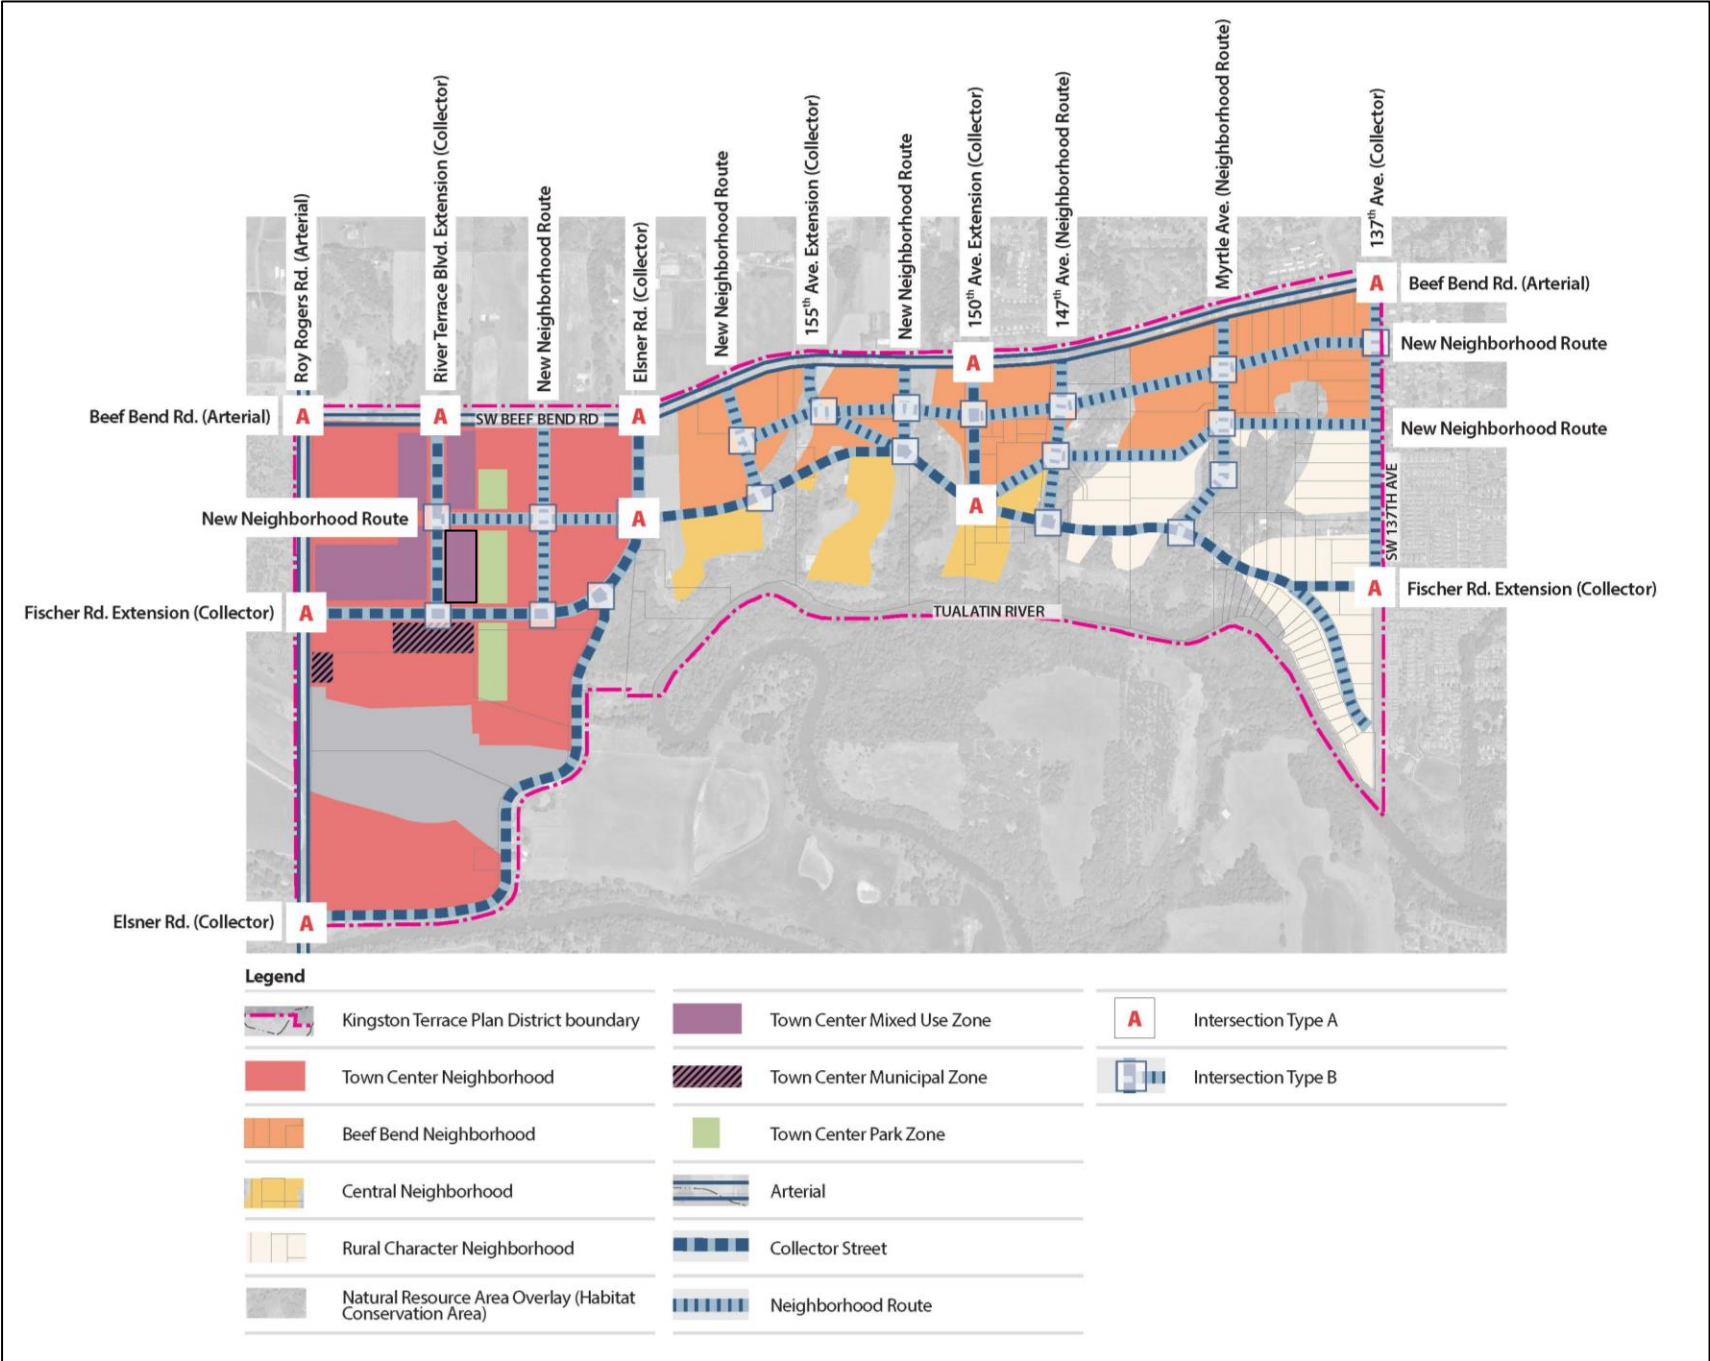 Roy Rogers Rd. (Arterial)
River Terrace Blvd. Extension (Collector)
New Neighborhood Route
Elsner Rd. (Collector)
New Neighborhood Route
155th Ave. Extension (Collector)
New Neighborhood Route
150th Ave. Extension (Collector)
147th Ave. (Neighborhood Route)
Myrtle Ave. (Neighborhood Route)
137th Ave. (Collector)
A Beef Bend Rd. (Arterial)
New Neighborhood Route
A
Beef Bend Rd. (Arterial) A A SW BEEF BEND RD A
New Neighborhood Route
SW 137TH AVE
New Neighborhood Route A A
Fischer Rd. Extension (Collector) A
A Fischer Rd. Extension (Collector)
TUALATIN RIVER
Elsner Rd. (Collector) A
Legend
Kingston Terrace Plan District boundary
Town Center Neighborhood
Beef Bend Neighborhood
Central Neighborhood
Rural Character Neighborhood
Natural Resource Area Overlay (Habitat
Conservation Area)
Town Center Mixed Use Zone
Town Center Municipal Zone
Town Center Park Zone
Arterial
Collector Street
Neighborhood Route
A Intersection Type A
Intersection Type B